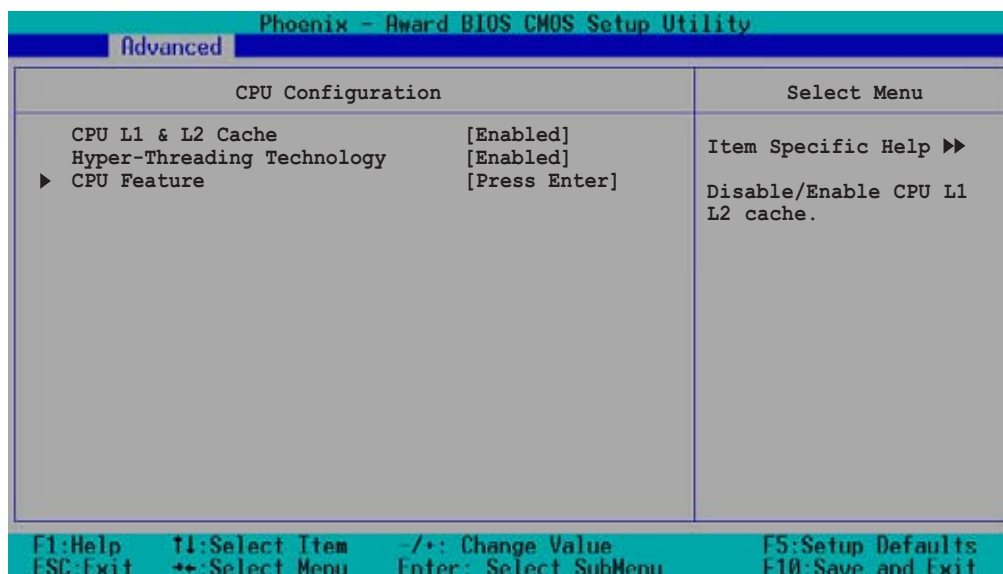 Phoenix - Award BIOS CMOS Setup Utility
Advanced
CPU Configuration
Select Menu
CPU L1 & L2 Cache [Enabled]
Hyper-Threading Technology [Enabled]
▶ CPU Feature [Press Enter]
Item Specific Help ▶▶
Disable/Enable CPU L1
L2 cache.
F1:Help ↑↓:Select Item -/+: Change Value F5:Setup Defaults
ESC:Exit ←→:Select Menu Enter: Select SubMenu F10:Save and Exit